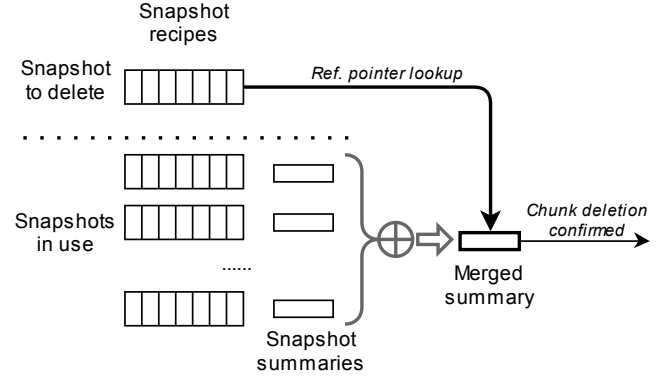 Snapshot
recipes
Snapshot
to delete
Ref. pointer lookup
Snapshots
in use
......
Chunk deletion
confirmed
Merged
summary
Snapshot
summaries